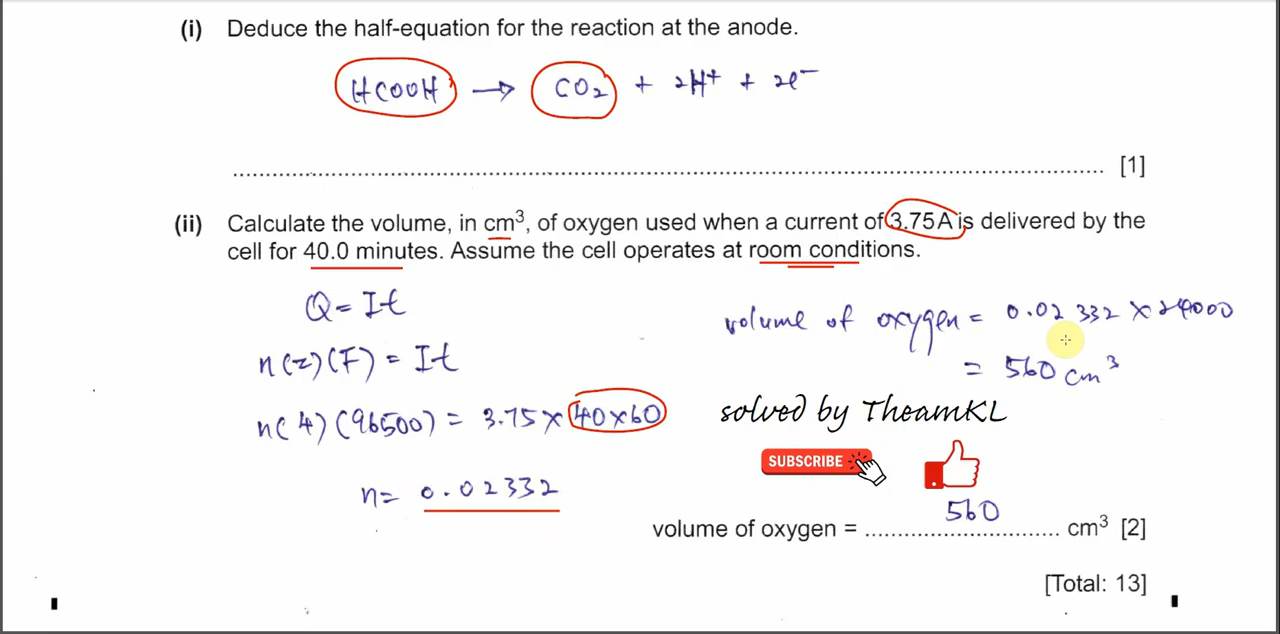 (i) Deduce the half-equation for the reaction at the anode.
HCOOH → CO₂ + 2H⁺ + 2e⁻
[1]
(ii) Calculate the volume, in cm³, of oxygen used when a current of 3.75A is delivered by the
cell for 40.0 minutes. Assume the cell operates at room conditions.
Q = It
n(z)(F) = It
n(4)(96500) = 3.75 × 40×60
n = 0.02332
volume of oxygen = 0.02332 × 24000
= 560 cm³
solved by TheamKL
SUBSCRIBE
volume of oxygen = 560 cm³ [2]
[Total: 13]